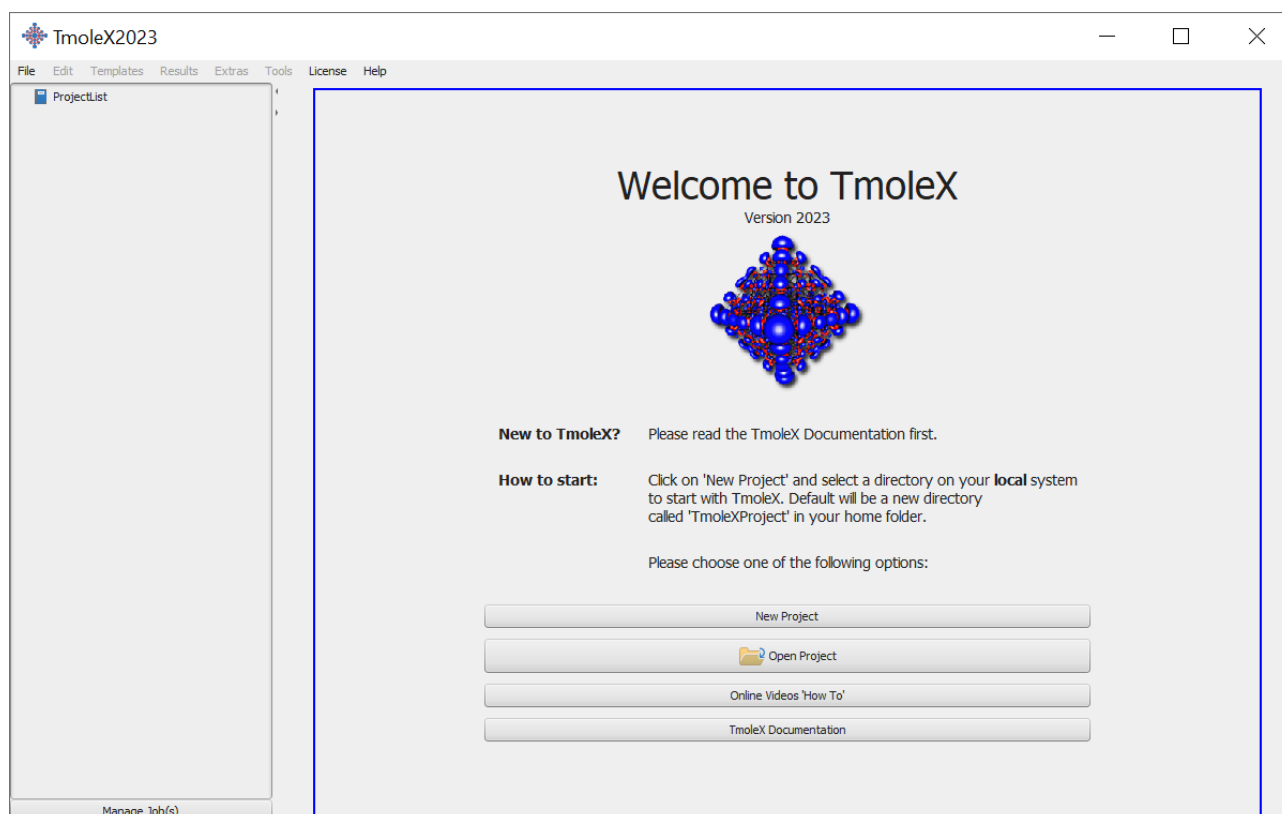 TmoleX2023
File Edit Templates Results Extras Tools License Help
ProjectList
Welcome to TmoleX
Version 2023
New to TmoleX? Please read the TmoleX Documentation first.
How to start: Click on 'New Project' and select a directory on your local system
to start with TmoleX. Default will be a new directory
called 'TmoleXProject' in your home folder.
Please choose one of the following options:
New Project
Open Project
Online Videos 'How To'
TmoleX Documentation
Manage Job(s)